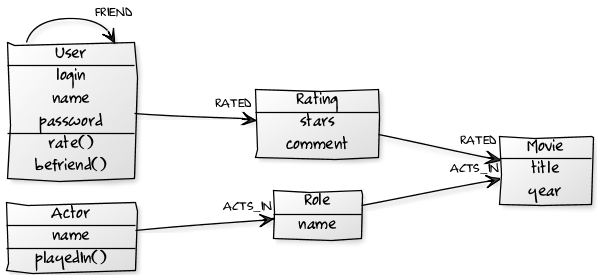 FRIEND
User
login
name
password
rate()
befriend()
RATED
Rating
stars
comment
RATED
ACTS_IN
Movie
title
year
Actor
name
playedIn()
ACTS_IN
Role
name